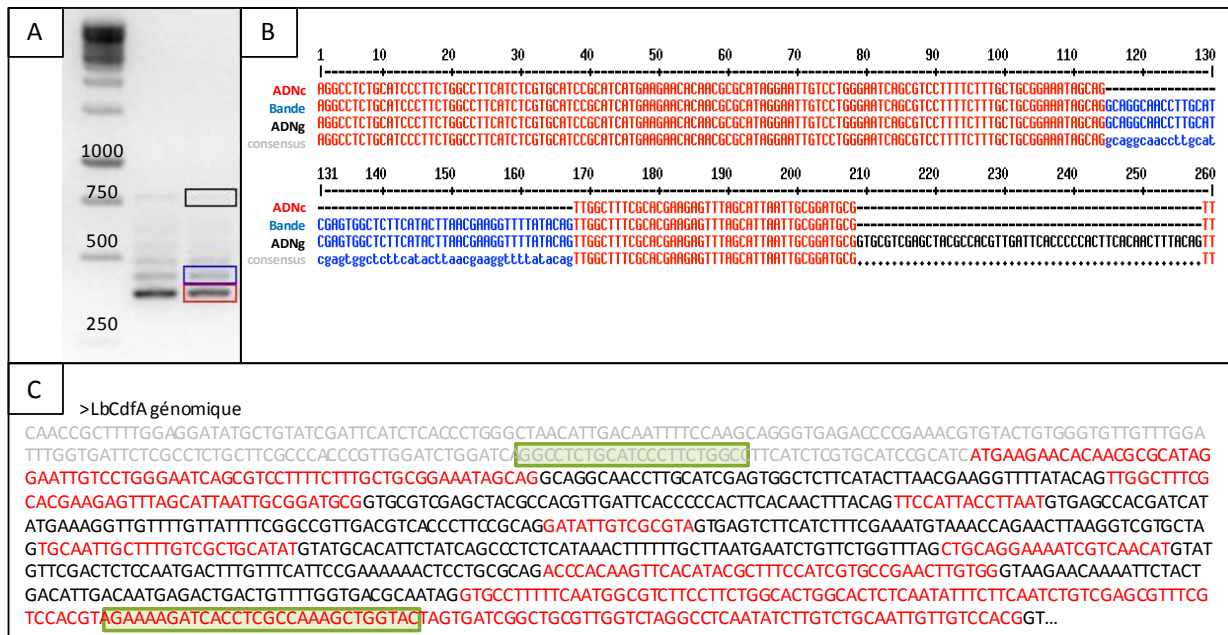 A
1000
750
500
250
B
1 10 20 30 40 50 60 70 80 90 100 110 120 130
ADNc AGGCCTCTGCATCCCTTCTGGCCTTCATCTCGTGCATCCGCATCATGAAGAACACAACGCGCATAGGAATTGTCCTGGGAATCAGCGTCCTTTTCTTTGCTGCGGAAATAGCAG---------------
Bande AGGCCTCTGCATCCCTTCTGGCCTTCATCTCGTGCATCCGCATCATGAAGAACACAACGCGCATAGGAATTGTCCTGGGAATCAGCGTCCTTTTCTTTGCTGCGGAAATAGCAGGCAGGCAACCTTGCAT
ADNg AGGCCTCTGCATCCCTTCTGGCCTTCATCTCGTGCATCCGCATCATGAAGAACACAACGCGCATAGGAATTGTCCTGGGAATCAGCGTCCTTTTCTTTGCTGCGGAAATAGCAGGCAGGCAACCTTGCAT
consensus AGGCCTCTGCATCCCTTCTGGCCTTCATCTCGTGCATCCGCATCATGAAGAACACAACGCGCATAGGAATTGTCCTGGGAATCAGCGTCCTTTTCTTTGCTGCGGAAATAGCAGgcaggcaaccttgcat
131 140 150 160 170 180 190 200 210 220 230 240 250 260
ADNc -------------------------------------TTGGCTTTCGCACGAAGAGTTTAGCATTAATTGCGGATGCG--------------------------------------------------TT
Bande CGAGTGGCTCTTCATACTTAACGAAGGTTTTATACAGTTGGCTTTCGCACGAAGAGTTTAGCATTAATTGCGGATGCG--------------------------------------------------TT
ADNg CGAGTGGCTCTTCATACTTAACGAAGGTTTTATACAGTTGGCTTTCGCACGAAGAGTTTAGCATTAATTGCGGATGCGGTGCGTCGAGCTACGCCACGTTGATTCACCCCCACTTCACAACTTTACAGTT
consensus cgagtggctcttcatacttaacgaaggttttatacagTTGGCTTTCGCACGAAGAGTTTAGCATTAATTGCGGATGCG..................................................TT
C
>LbCdfA génomique
CAACCGCTTTTGGAGGATATGCTGTATCGATTCATCTCACCCTGGGCTAACATTGACAATTTTCCAAGCAGGGTGAGACCCCGAAACGTGTACTGTGGGTGTTGTTTGGA
TTTGGTGATTCTCGCCTCTGCTTCGCCCACCCGTTGGATCTGGATCAGGCCTCTGCATCCCTTCTGGCCTTCATCTCGTGCATCCGCATCATGAAGAACACAACGCGCATAG
GAATTGTCCTGGGAATCAGCGTCCTTTTCTTTGCTGCGGAAATAGCAGGCAGGCAACCTTGCATCGAGTGGCTCTTCATACTTAACGAAGGTTTTATACAGTTGGCTTTCG
CACGAAGAGTTTAGCATTAATTGCGGATGCGGTGCGTCGAGCTACGCCACGTTGATTCACCCCCACTTCACAACTTTACAGTTCCATTACCTTAATGTGAGCCACGATCAT
ATGAAAGGTTGTTTTGTTATTTTCGGCCGTTGACGTCACCCTTCCGCAGGATATTGTCGCGTAGTGAGTCTTCATCTTTCGAAATGTAAACCAGAACTTAAGGTCGTGCTA
GTGCAATTGCTTTTGTCGCTGCATATGTATGCACATTCTATCAGCCCTCTCATAAACTTTTTTGCTTAATGAATCTGTTCTGGTTTAGCTGCAGGAAAATCGTCAACATGTAT
GTTCGACTCTCCAATGACTTTGTTTCATTCCGAAAAAACTCCTGCGCAGACCCACAAGTTCACATACGCTTTCCATCGTGCCGAACTTGTGGGTAAGAACAAAATTCTACT
GACATTGACAATGAGACTGACTGTTTTGGTGACGCAATAGGTGCCTTTTTCAATGGCGTCTTCCTTCTGGCACTGGCACTCTCAATATTTCTTCAATCTGTCGAGCGTTTCG
TCCACGTAGAAAAGATCACCTCGCCAAAGCTGGTACTAGTGATCGGCTGCGTTGGTCTAGGCCTCAATATCTTGTCTGCAATTGTTGTCCACGGT...